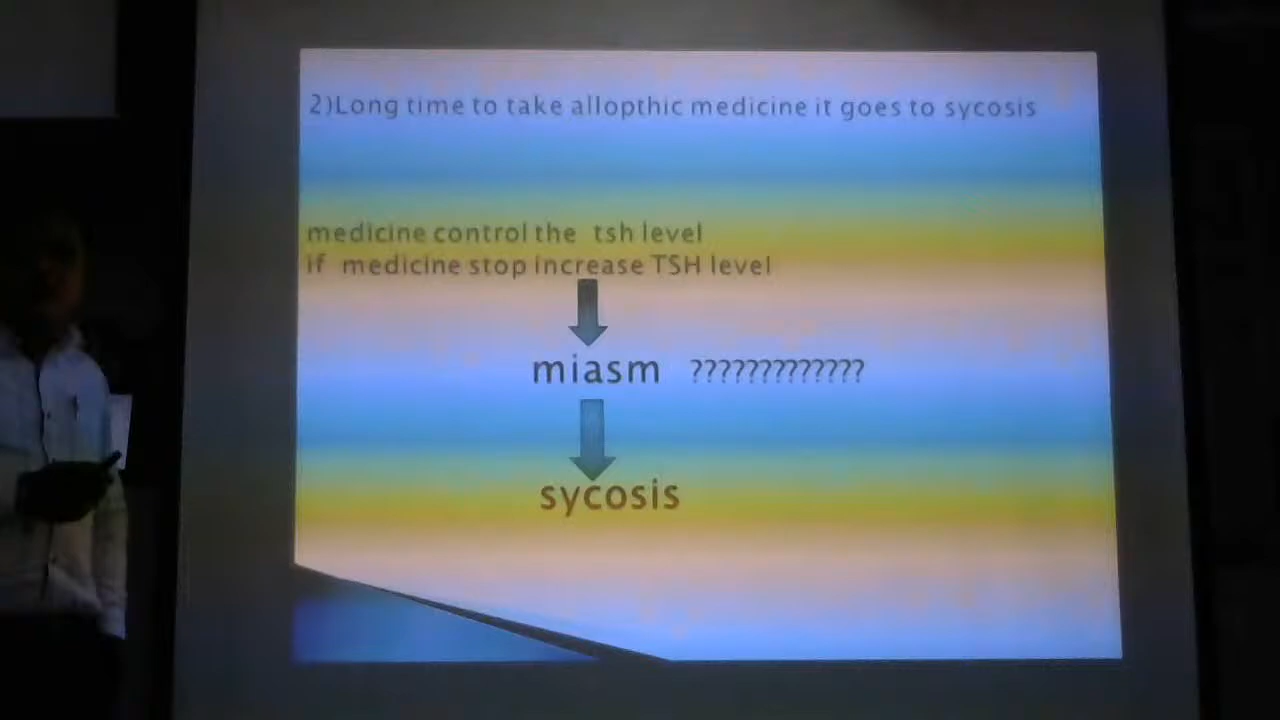 2)Long time to take allopthic medicine it goes to sycosis
medicine control the tsh level
if medicine stop increase TSH level
miasm ?????????????
sycosis